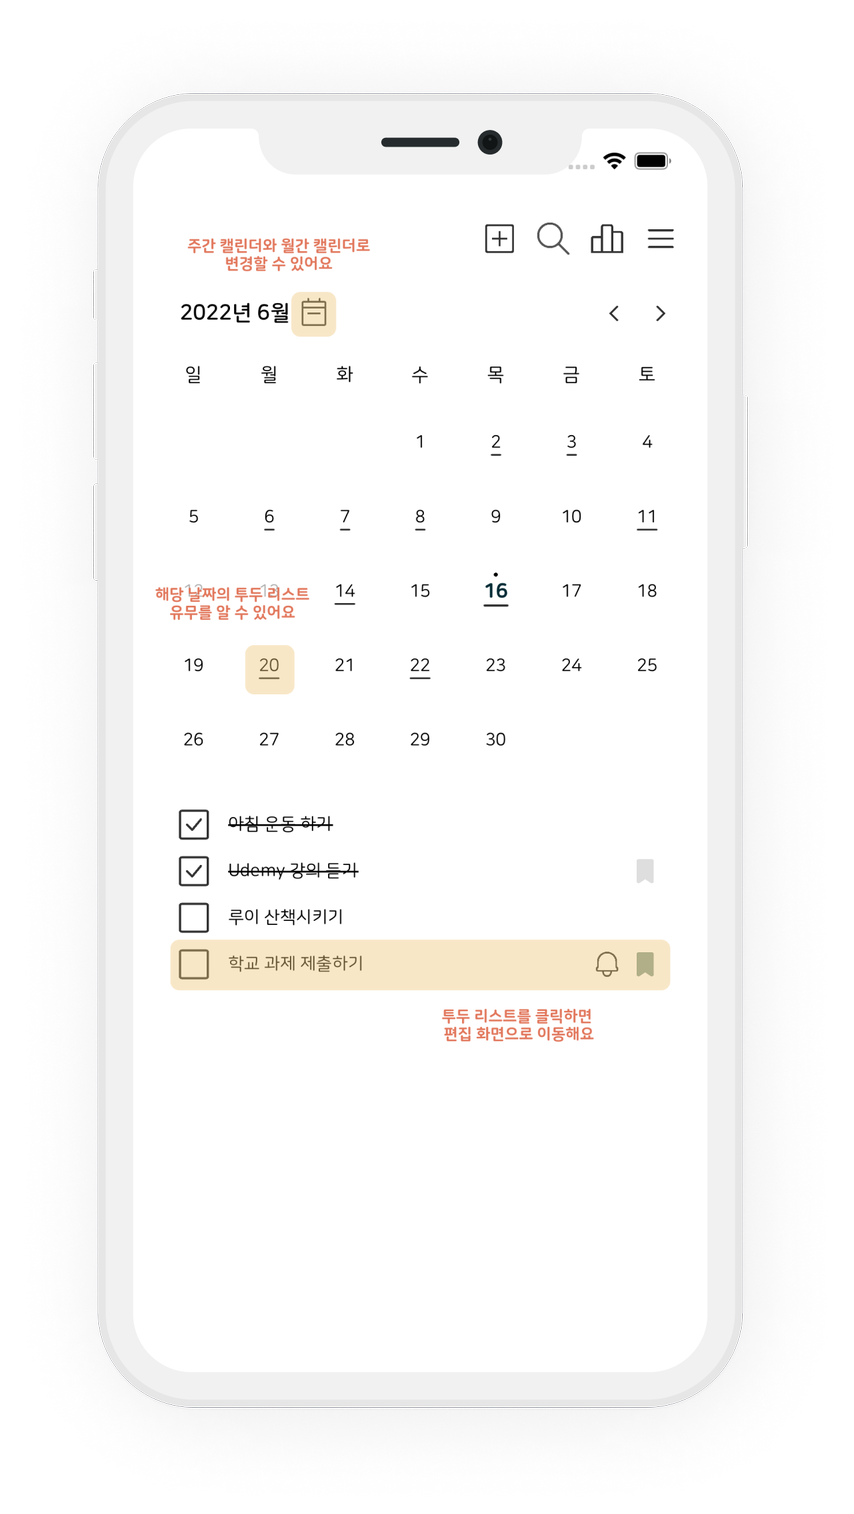 주간 캘린더와 월간 캘린더로
변경할 수 있어요
2022년 6월
일 월 화 수 목 금 토
1 2 3 4
5 6 7 8 9 10 11
12 13 14 15 16 17 18
해당 날짜의 투두 리스트
유무를 알 수 있어요
19 20 21 22 23 24 25
26 27 28 29 30
아침 운동 하기
Udemy 강의 듣기
루이 산책시키기
학교 과제 제출하기
투두 리스트를 클릭하면
편집 화면으로 이동해요